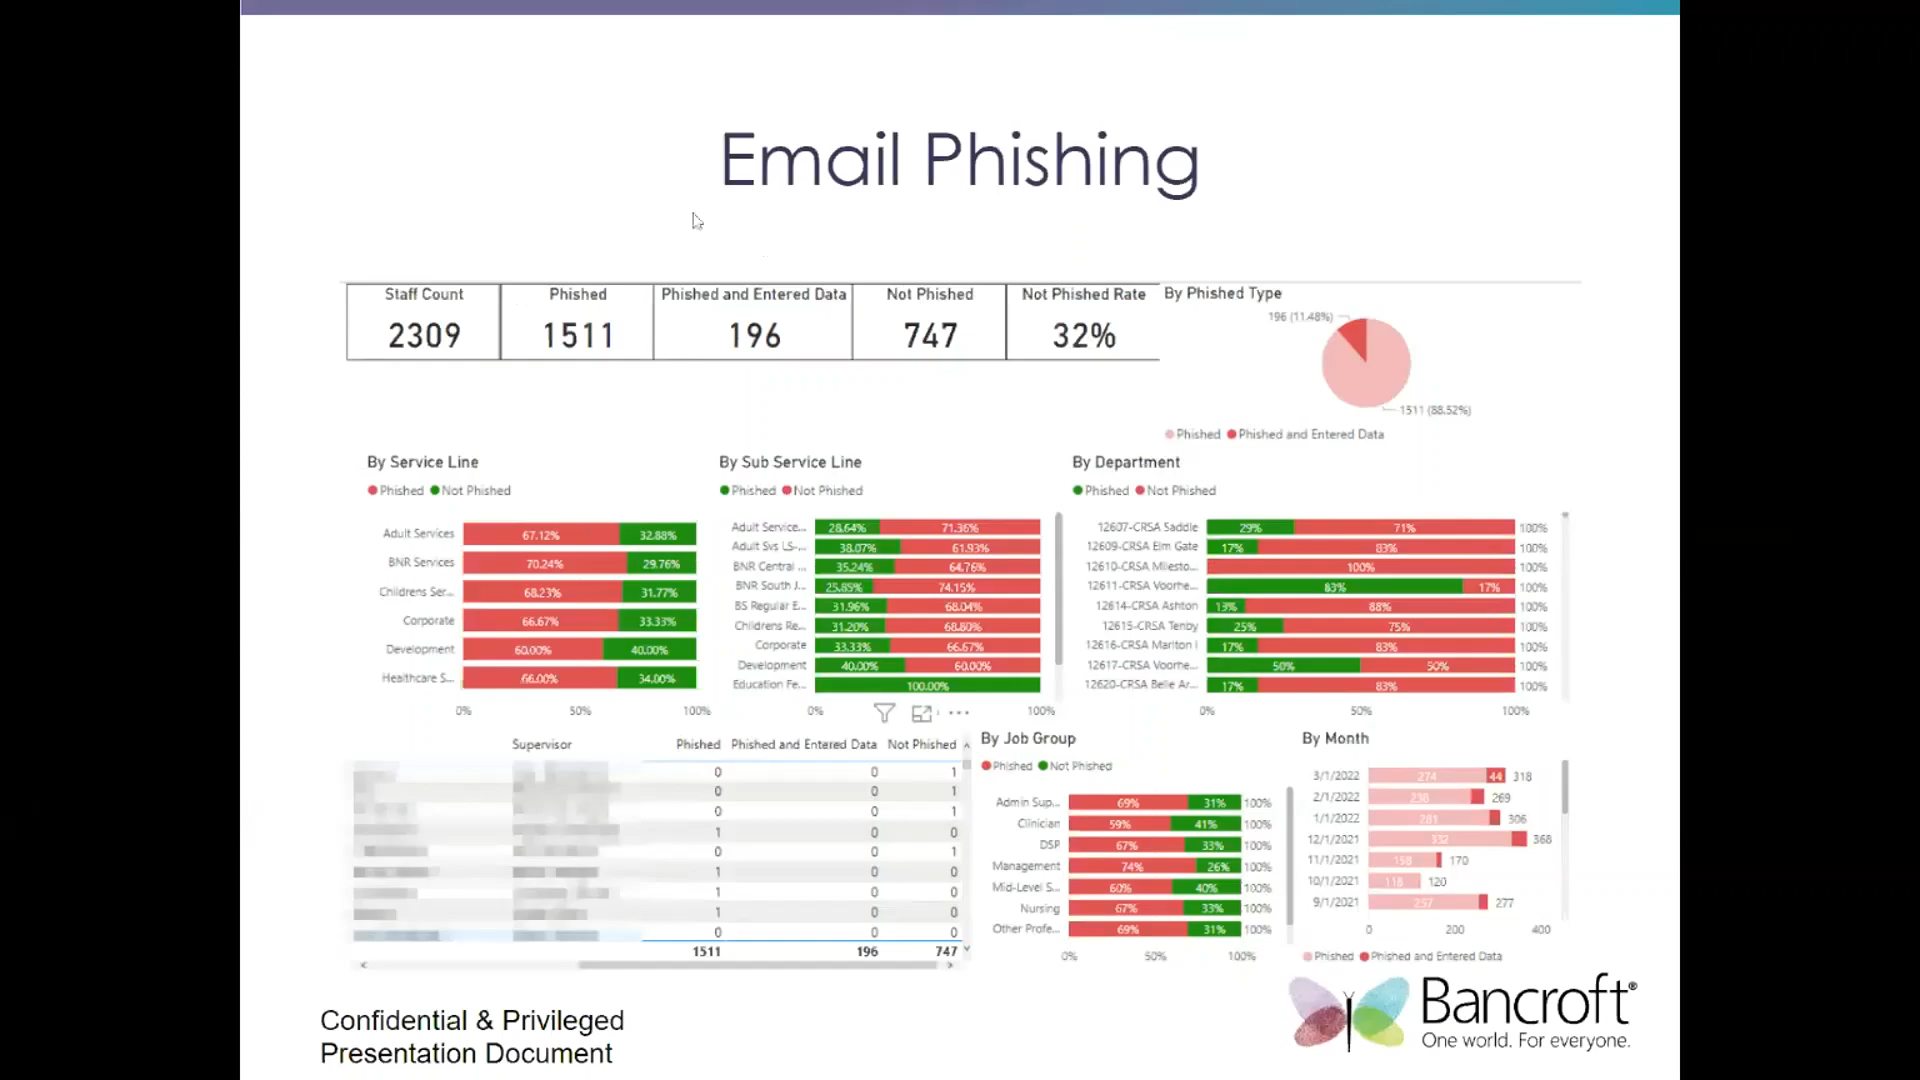 Email Phishing
Staff Count Phished Phished and Entered Data Not Phished Not Phished Rate
2309 1511 196 747 32%
By Phished Type
196 (11.48%)
1511 (88.52%)
Phished Phished and Entered Data
By Service Line
Phished Not Phished
Adult Services 67.12% 32.88%
BNR Services 70.24% 29.76%
Childrens Ser... 68.23% 31.77%
Corporate 66.67% 33.33%
Development 60.00% 40.00%
Healthcare S... 66.00% 34.00%
0% 50% 100%
By Sub Service Line
Phished Not Phished
Adult Service... 28.64% 71.36%
Adult Svs LS-... 38.07% 61.93%
BNR Central ... 35.24% 64.76%
BNR South J... 25.85% 74.15%
BS Regular E... 31.96% 68.04%
Childrens Re... 31.20% 68.80%
Corporate 33.33% 66.67%
Development 40.00% 60.00%
Education Fe... 100.00%
0% 100%
By Department
Phished Not Phished
12607-CRSA Saddle 29% 71% 100%
12609-CRSA Elm Gate 17% 83% 100%
12610-CRSA Milesto... 100% 100%
12611-CRSA Voorhe... 83% 17% 100%
12614-CRSA Ashton 13% 88% 100%
12615-CRSA Tenby 25% 75% 100%
12616-CRSA Marlton I 17% 83% 100%
12617-CRSA Voorhe... 50% 50% 100%
12620-CRSA Belle Ar... 17% 83% 100%
0% 50% 100%
Supervisor Phished Phished and Entered Data Not Phished
0 0 1
0 0 1
0 0 1
1 0 0
0 0 1
1 0 0
1 0 0
1 0 0
0 0 0
1511 196 747
By Job Group
Phished Not Phished
Admin Sup... 69% 31% 100%
Clinician 59% 41% 100%
DSP 67% 33% 100%
Management 74% 26% 100%
Mid-Level S... 60% 40% 100%
Nursing 67% 33% 100%
Other Profe... 69% 31% 100%
0% 50% 100%
By Month
3/1/2022 274 44 318
2/1/2022 238 269
1/1/2022 281 306
12/1/2021 332 368
11/1/2021 158 170
10/1/2021 118 120
9/1/2021 257 277
0 200 400
Phished Phished and Entered Data
Confidential & Privileged
Presentation Document
Bancroft®
One world. For everyone.